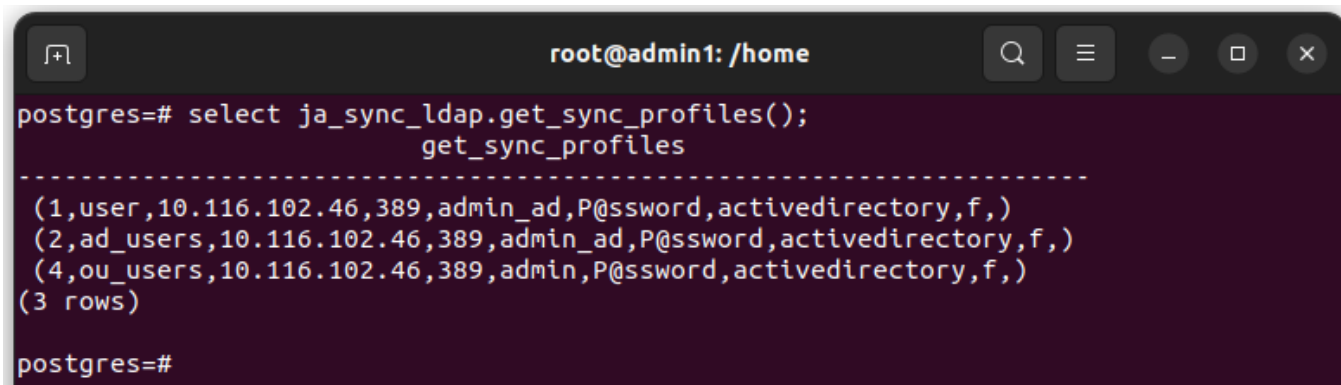 root@admin1: /home
postgres=# select ja_sync_ldap.get_sync_profiles();
get_sync_profiles
----------------------------------------------------------------------
(1,user,10.116.102.46,389,admin_ad,P@ssword,activedirectory,f,)
(2,ad_users,10.116.102.46,389,admin_ad,P@ssword,activedirectory,f,)
(4,ou_users,10.116.102.46,389,admin,P@ssword,activedirectory,f,)
(3 rows)
postgres=#